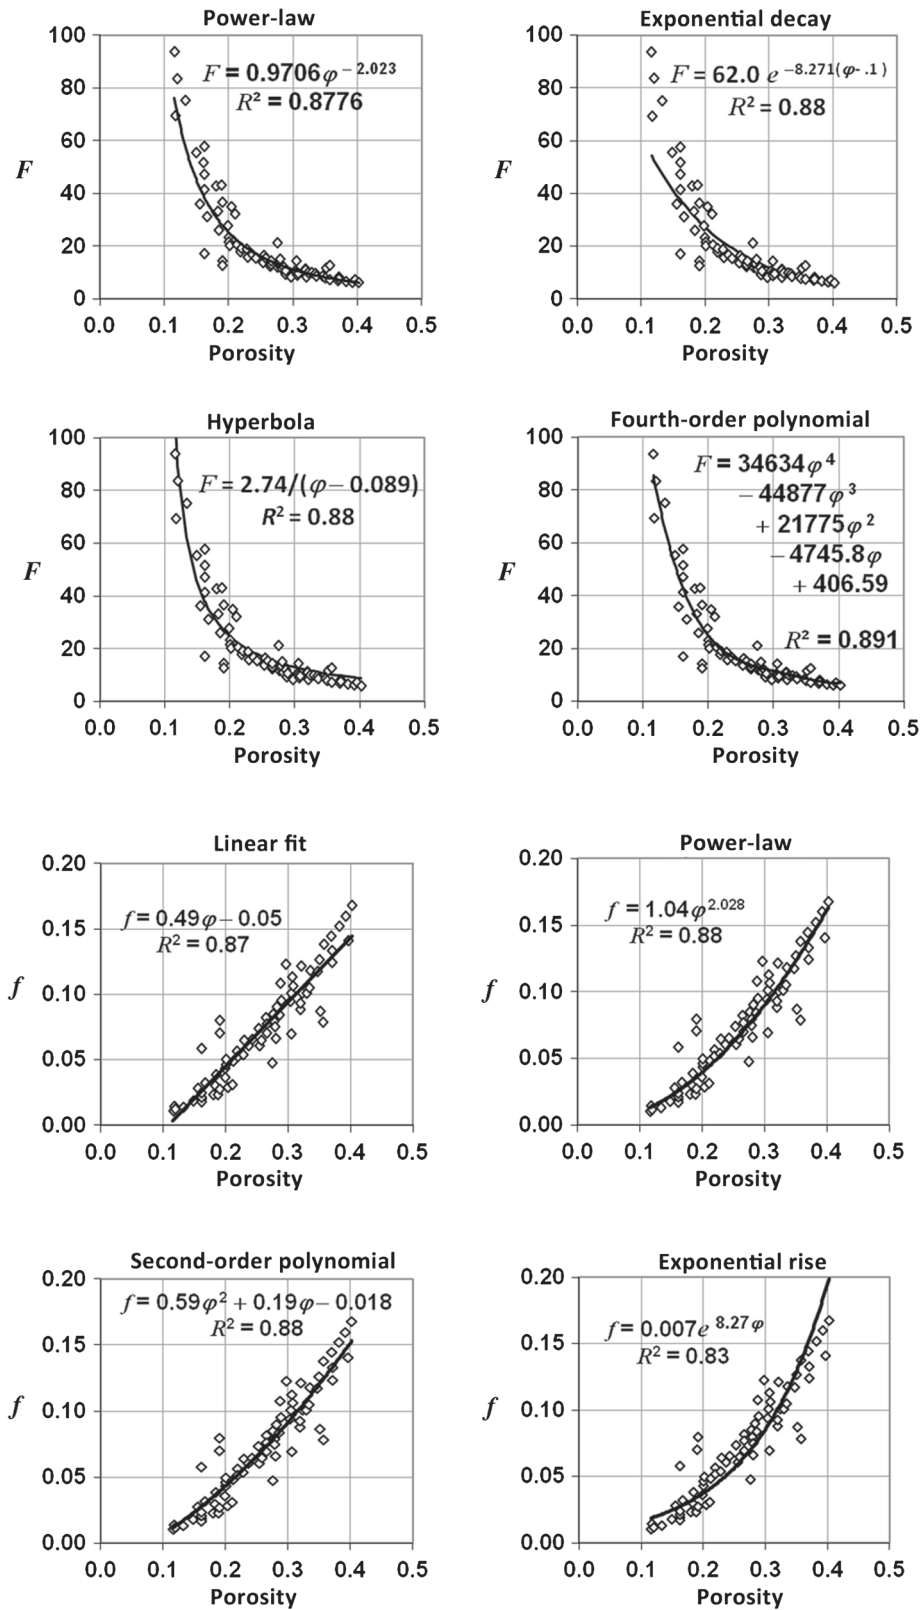 Power-law
100
80
60
40
20
0
F
F = 0.9706φ^−2.023
R² = 0.8776
0.0 0.1 0.2 0.3 0.4 0.5
Porosity
Exponential decay
100
80
60
40
20
0
F
F = 62.0 e^−8.271(φ- .1)
R² = 0.88
0.0 0.1 0.2 0.3 0.4 0.5
Porosity
Hyperbola
100
80
60
40
20
0
F
F = 2.74/(φ − 0.089)
R² = 0.88
0.0 0.1 0.2 0.3 0.4 0.5
Porosity
Fourth-order polynomial
100
80
60
40
20
0
F
F = 34634φ⁴
− 44877φ³
+ 21775φ²
− 4745.8φ
+ 406.59
R² = 0.891
0.0 0.1 0.2 0.3 0.4 0.5
Porosity
Linear fit
0.20
0.15
0.10
0.05
0.00
f
f = 0.49φ − 0.05
R² = 0.87
0.0 0.1 0.2 0.3 0.4 0.5
Porosity
Power-law
0.20
0.15
0.10
0.05
0.00
f
f = 1.04φ^2.028
R² = 0.88
0.0 0.1 0.2 0.3 0.4 0.5
Porosity
Second-order polynomial
0.20
0.15
0.10
0.05
0.00
f
f = 0.59φ² + 0.19φ − 0.018
R² = 0.88
0.0 0.1 0.2 0.3 0.4 0.5
Porosity
Exponential rise
0.20
0.15
0.10
0.05
0.00
f
f = 0.007e^8.27φ
R² = 0.83
0.0 0.1 0.2 0.3 0.4 0.5
Porosity